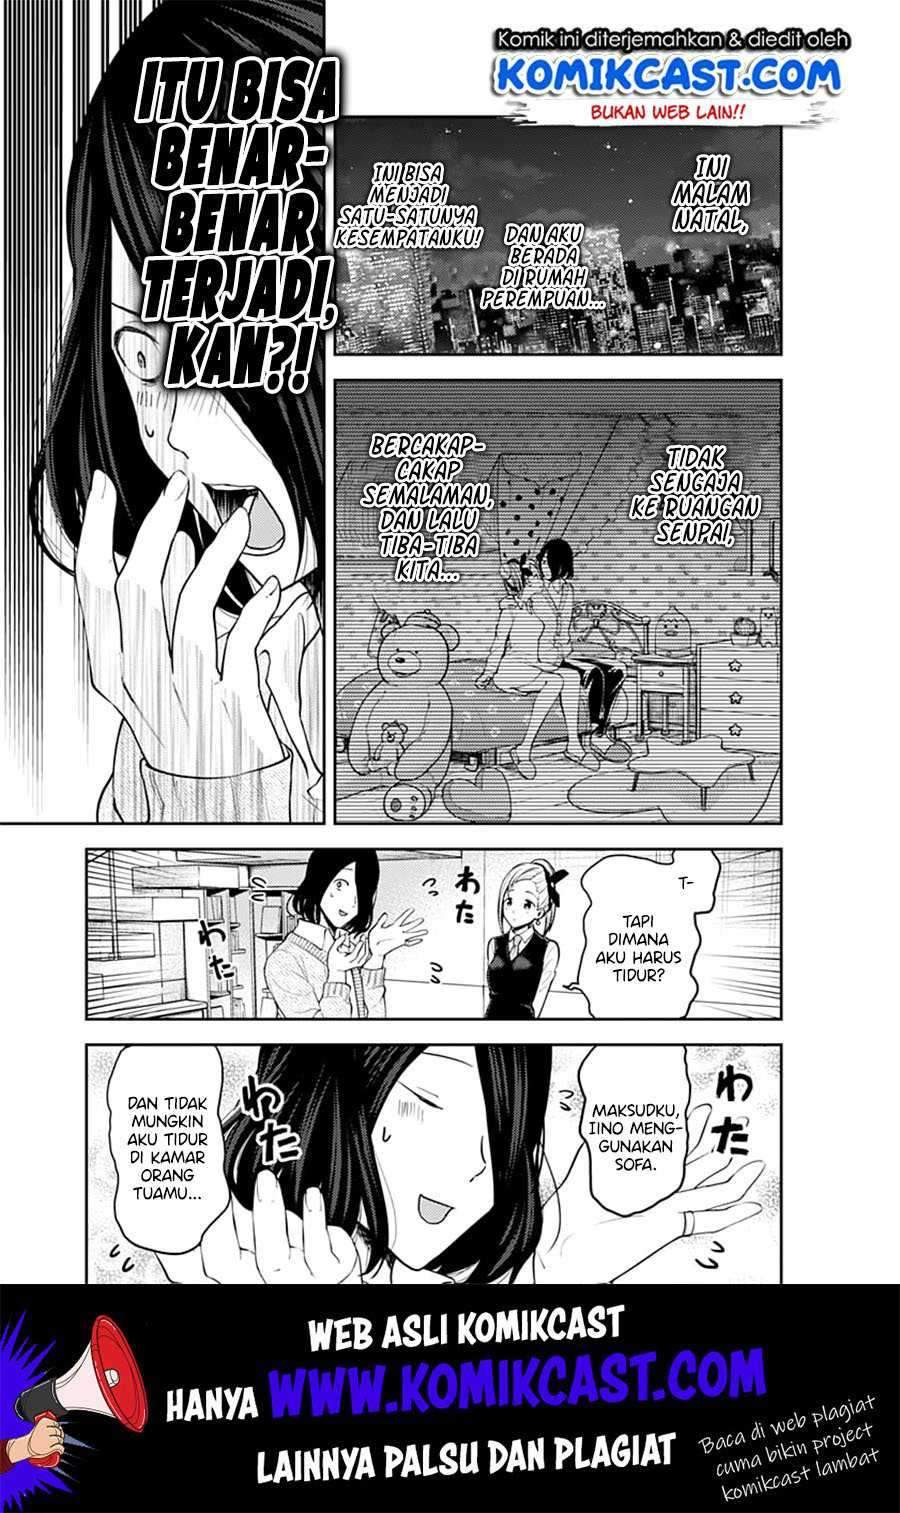 Komik ini diterjemahkan & diedit oleh
KOMIKCAST.COM
BUKAN WEB LAIN!!
INI
MALAM
NATAL,
DAN AKU
BERADA
DI RUMAH
PEREMPUAN...
INI BISA
MENJADI
SATU-SATUNYA
KESEMPATANKU!
TIDAK
SENGAJA
KE RUANGAN
SENPAI,
BERCAKAP-
CAKAP
SEMALAMAN,
DAN LALU
TIBA-TIBA
KITA...
ITU BISA
BENAR-
BENAR
TERJADI,
KAN?!
T-
TAPI
DIMANA
AKU HARUS
TIDUR?
わた
わた
MAKSUDKU,
IINO MENG-
GUNAKAN
SOFA.
わた
わた
DAN TIDAK
MUNGKIN
AKU TIDUR
DI KAMAR
ORANG
TUAMU...
WEB ASLI KOMIKCAST
HANYA WWW.KOMIKCAST.COM
LAINNYA PALSU DAN PLAGIAT
Baca di web plagiat
cuma bikin project
komikcast lambat